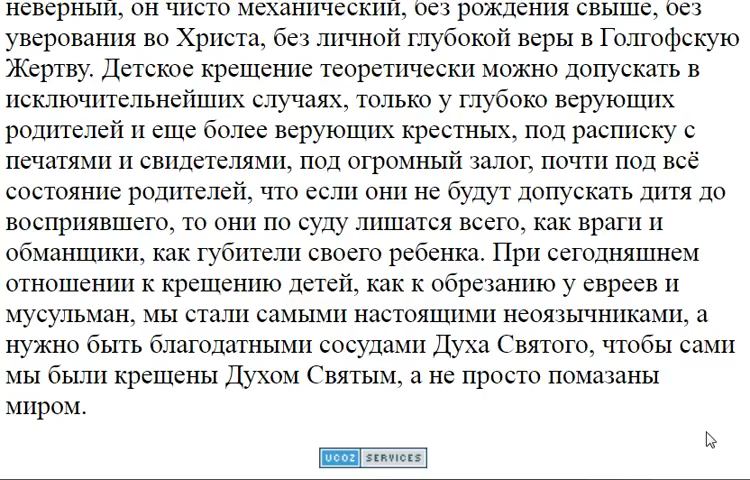 неверный, он чисто механический, без рождения свыше, без
уверования во Христа, без личной глубокой веры в Голгофскую
Жертву. Детское крещение теоретически можно допускать в
исключительнейших случаях, только у глубоко верующих
родителей и еще более верующих крестных, под расписку с
печатями и свидетелями, под огромный залог, почти под всё
состояние родителей, что если они не будут допускать дитя до
восприявшего, то они по суду лишатся всего, как враги и
обманщики, как губители своего ребенка. При сегодняшнем
отношении к крещению детей, как к обрезанию у евреев и
мусульман, мы стали самыми настоящими неоязычниками, а
нужно быть благодатными сосудами Духа Святого, чтобы сами
мы были крещены Духом Святым, а не просто помазаны
миром.
UCOZ SERVICES